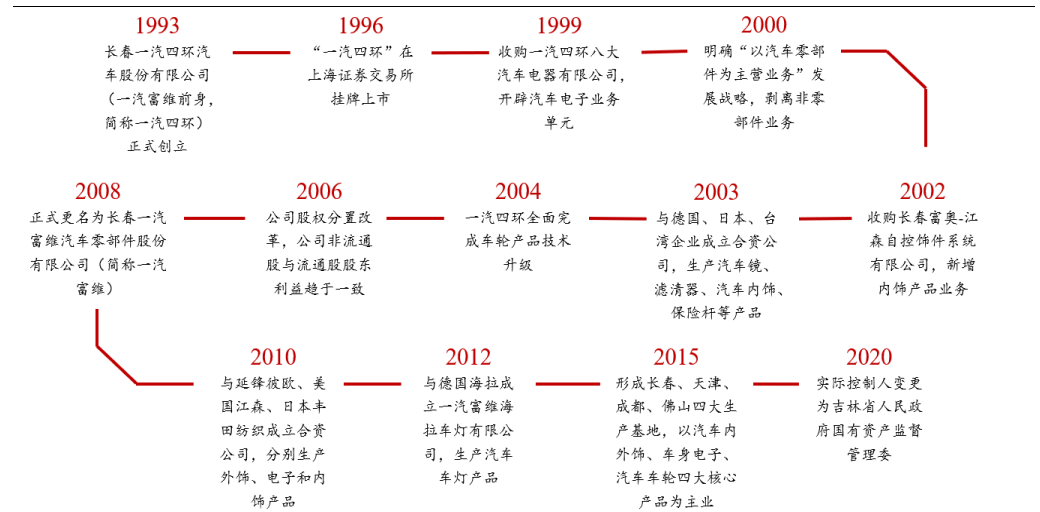 1993
长春一汽四环汽
车股份有限公司
（一汽富维前身，
简称一汽四环）
正式创立
1996
“一汽四环”在
上海证券交易所
挂牌上市
1999
收购一汽四环八大
汽车电器有限公司，
开辟汽车电子业务
单元
2000
明确“以汽车零部
件为主营业务”发
展战略，剥离非零
部件业务
2002
收购长春富奥-江
森自控饰件系统
有限公司，新增
内饰产品业务
2003
与德国、日本、台
湾企业成立合资公
司，生产汽车镜、
滤清器、汽车内饰、
保险杆等产品
2004
一汽四环全面完
成车轮产品技术
升级
2006
公司股权分置改
革，公司非流通
股与流通股股东
利益趋于一致
2008
正式更名为长春一汽
富维汽车零部件股份
有限公司（简称一汽
富维）
2010
与延锋彼欧、美
国江森、日本丰
田纺织成立合资
公司，分别生产
外饰、电子和内
饰产品
2012
与德国海拉成
立一汽富维海
拉车灯有限公
司，生产汽车
车灯产品
2015
形成长春、天津、
成都、佛山四大生
产基地，以汽车内
外饰、车身电子、
汽车车轮四大核心
产品为主业
2020
实际控制人变更
为吉林省人民政
府国有资产监督
管理委